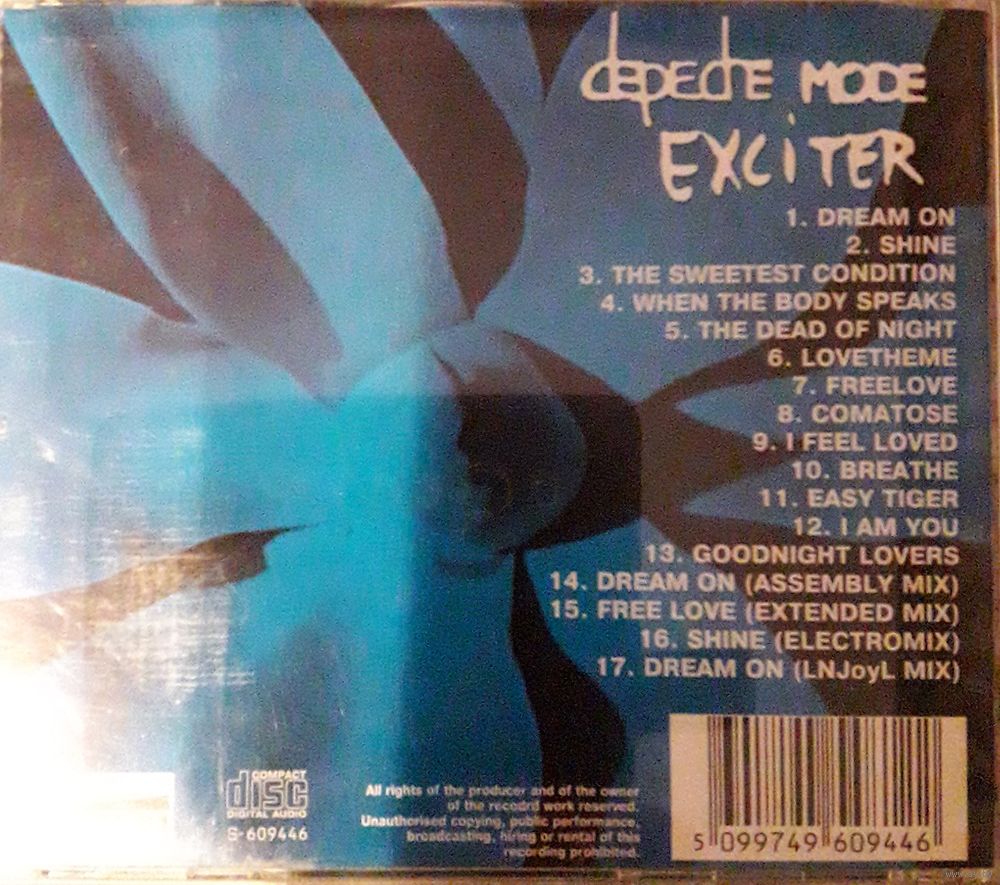 depeche MODE
EXCiTER
1. DREAM ON
2. SHINE
3. THE SWEETEST CONDITION
4. WHEN THE BODY SPEAKS
5. THE DEAD OF NIGHT
6. LOVETHEME
7. FREELOVE
8. COMATOSE
9. I FEEL LOVED
10. BREATHE
11. EASY TIGER
12. I AM YOU
13. GOODNIGHT LOVERS
14. DREAM ON (ASSEMBLY MIX)
15. FREE LOVE (EXTENDED MIX)
16. SHINE (ELECTROMIX)
17. DREAM ON (LNJoyL MIX)
COMPACT
disc
DIGITAL AUDIO
S-609446
All rights of the producer and of the owner
of the recodrd work reserved.
Unauthorised copying, public performance,
broadcasting, hiring or rental of this
recording prohibited.
5 099749 609446